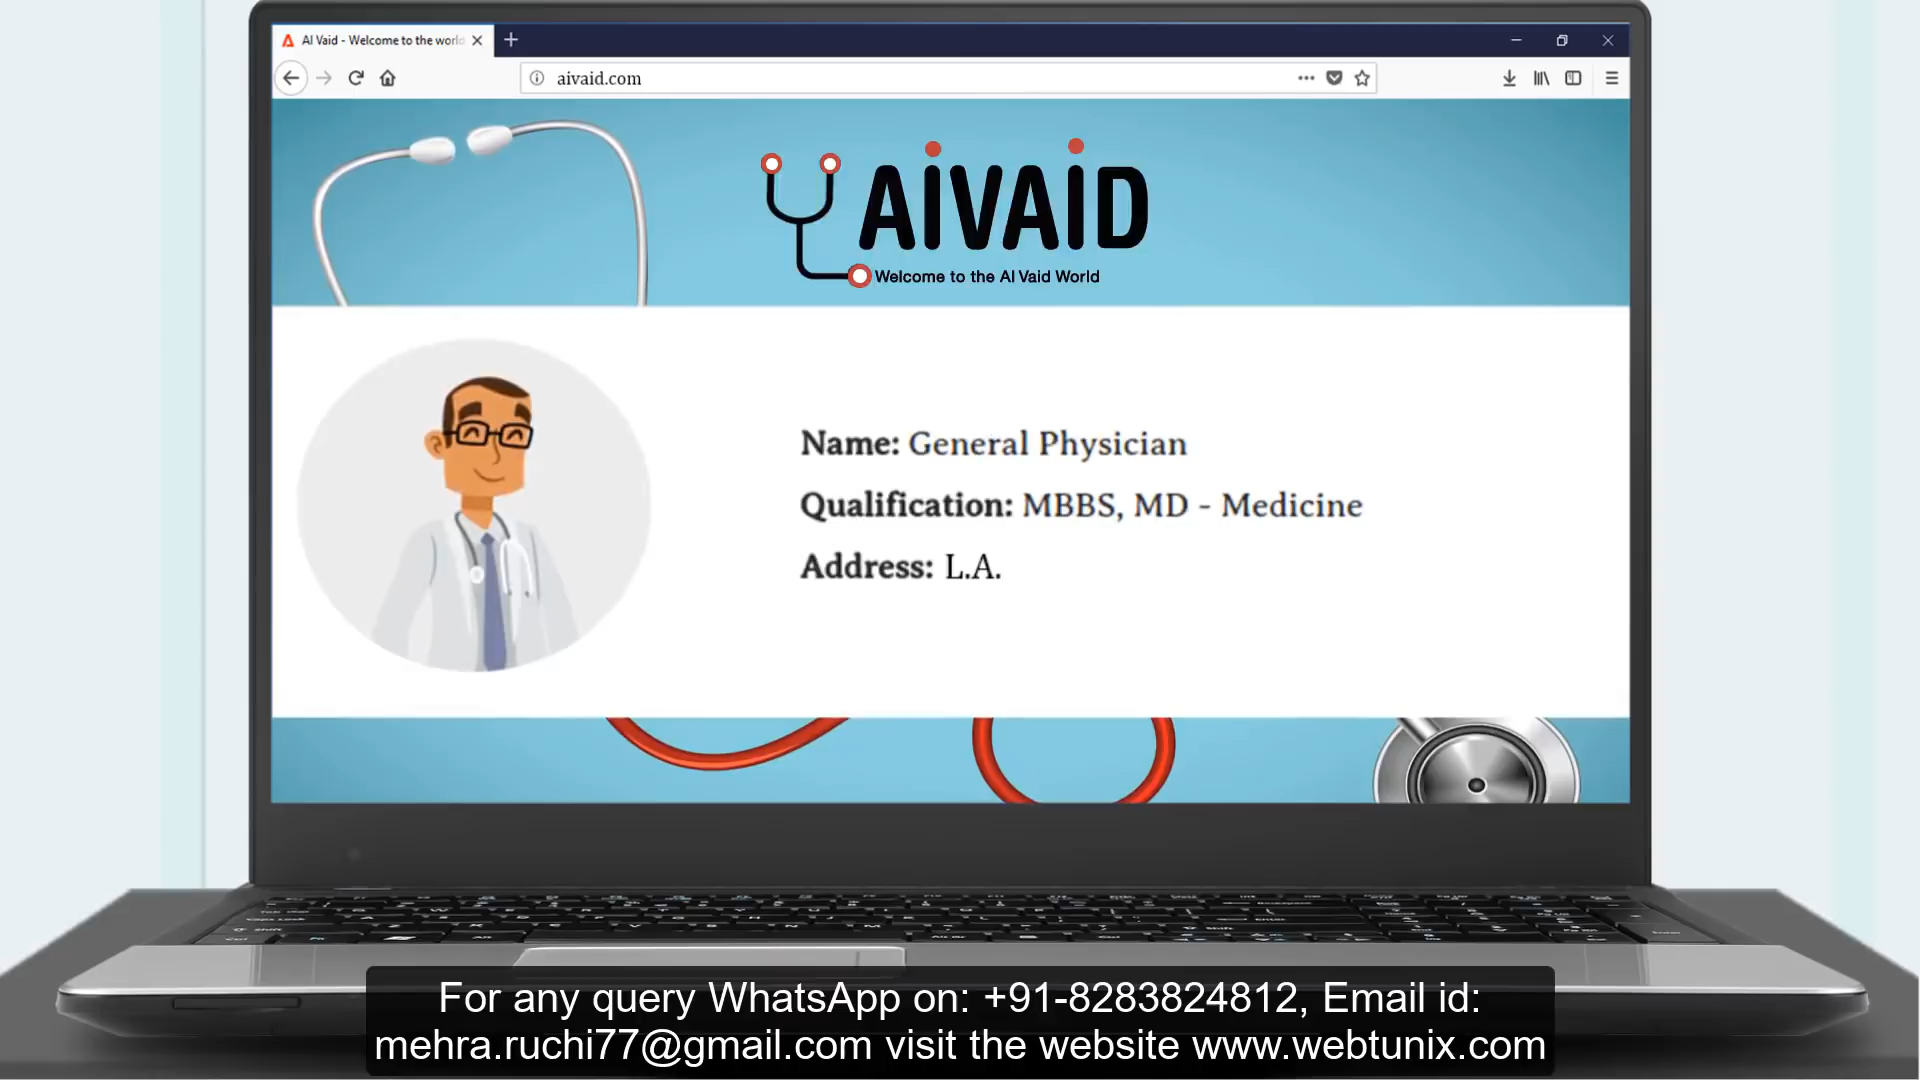 AI Vaid - Welcome to the world
aivaid.com
AIVAID
Welcome to the AI Vaid World
Name: General Physician
Qualification: MBBS, MD - Medicine
Address: L.A.
For any query WhatsApp on: +91-8283824812, Email id:
mehra.ruchi77@gmail.com visit the website www.webtunix.com